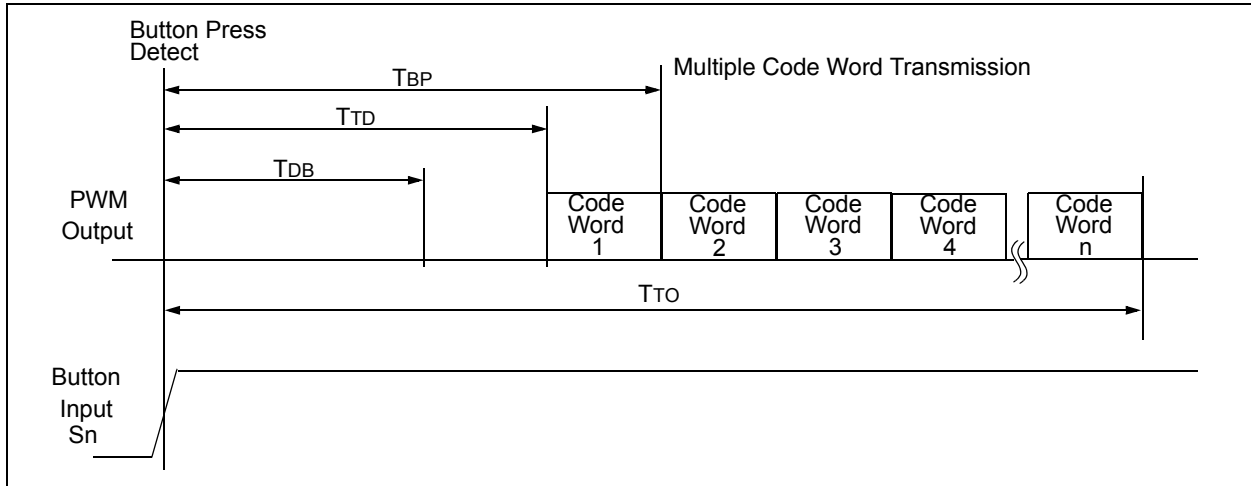 Button Press
Detect
TBP
Multiple Code Word Transmission
TTD
TDB
PWM
Output
Code
Word
1
Code
Word
2
Code
Word
3
Code
Word
4
Code
Word
n
TTO
Button
Input
Sn